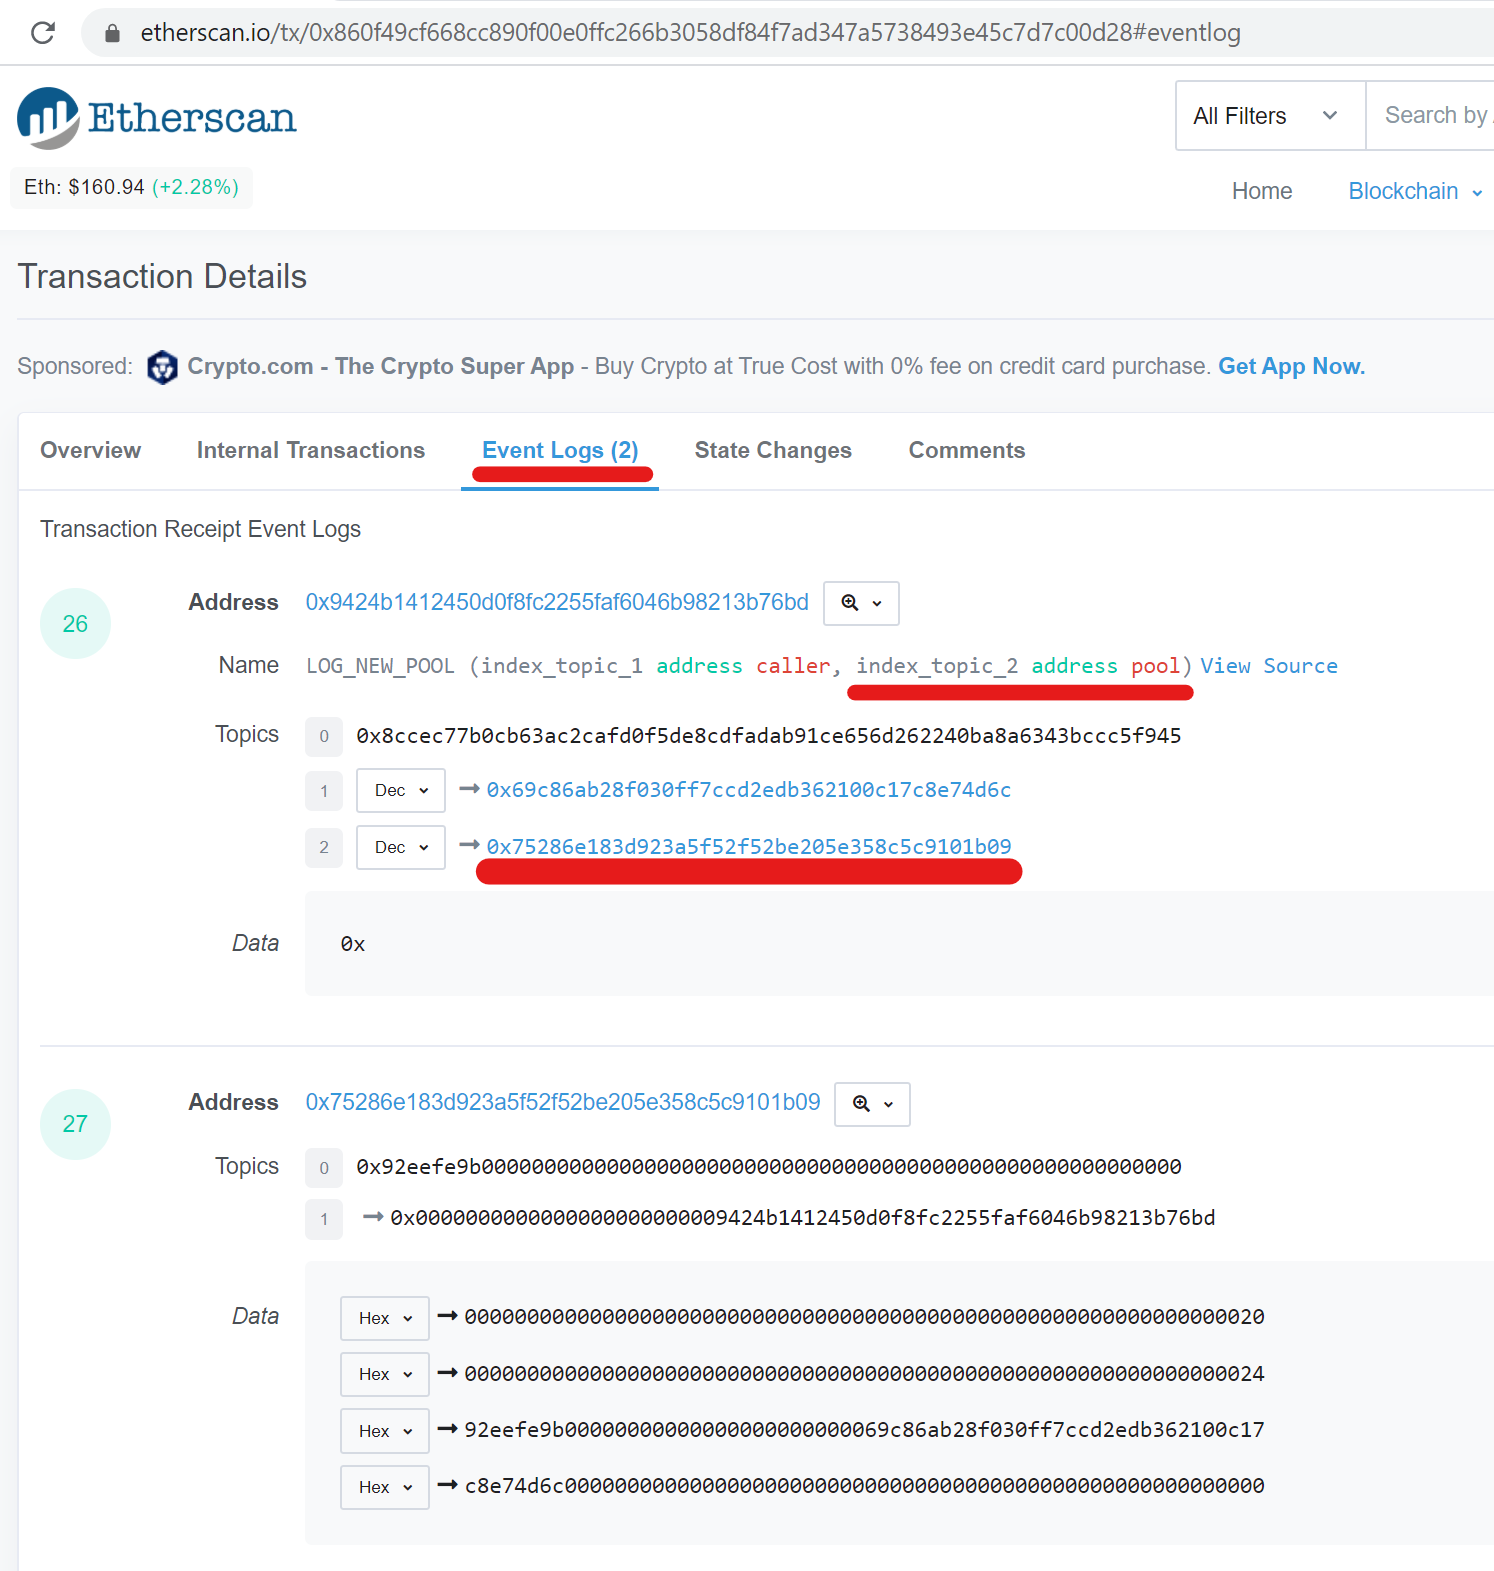 etherscan.io/tx/0x860f49cf668cc890f00e0ffc266b3058df84f7ad347a5738493e45c7d7c00d28#eventlog
Etherscan
All Filters
Search by
Eth: $160.94 (+2.28%)
Home
Blockchain
Transaction Details
Sponsored: Crypto.com - The Crypto Super App - Buy Crypto at True Cost with 0% fee on credit card purchase. Get App Now.
Overview
Internal Transactions
Event Logs (2)
State Changes
Comments
Transaction Receipt Event Logs
26
Address 0x9424b1412450d0f8fc2255faf6046b98213b76bd
Name LOG_NEW_POOL (index_topic_1 address caller, index_topic_2 address pool) View Source
Topics 0 0x8ccec77b0cb63ac2cafd0f5de8cdfadab91ce656d262240ba8a6343bccc5f945
1 Dec 0x69c86ab28f030ff7ccd2edb362100c17c8e74d6c
2 Dec 0x75286e183d923a5f52f52be205e358c5c9101b09
Data 0x
27
Address 0x75286e183d923a5f52f52be205e358c5c9101b09
Topics 0 0x92eefe9b00000000000000000000000000000000000000000000000000000000
1 0x0000000000000000000000009424b1412450d0f8fc2255faf6046b98213b76bd
Data Hex 0000000000000000000000000000000000000000000000000000000000000020
Hex 0000000000000000000000000000000000000000000000000000000000000024
Hex 92eefe9b00000000000000000000000069c86ab28f030ff7ccd2edb362100c17
Hex c8e74d6c00000000000000000000000000000000000000000000000000000000